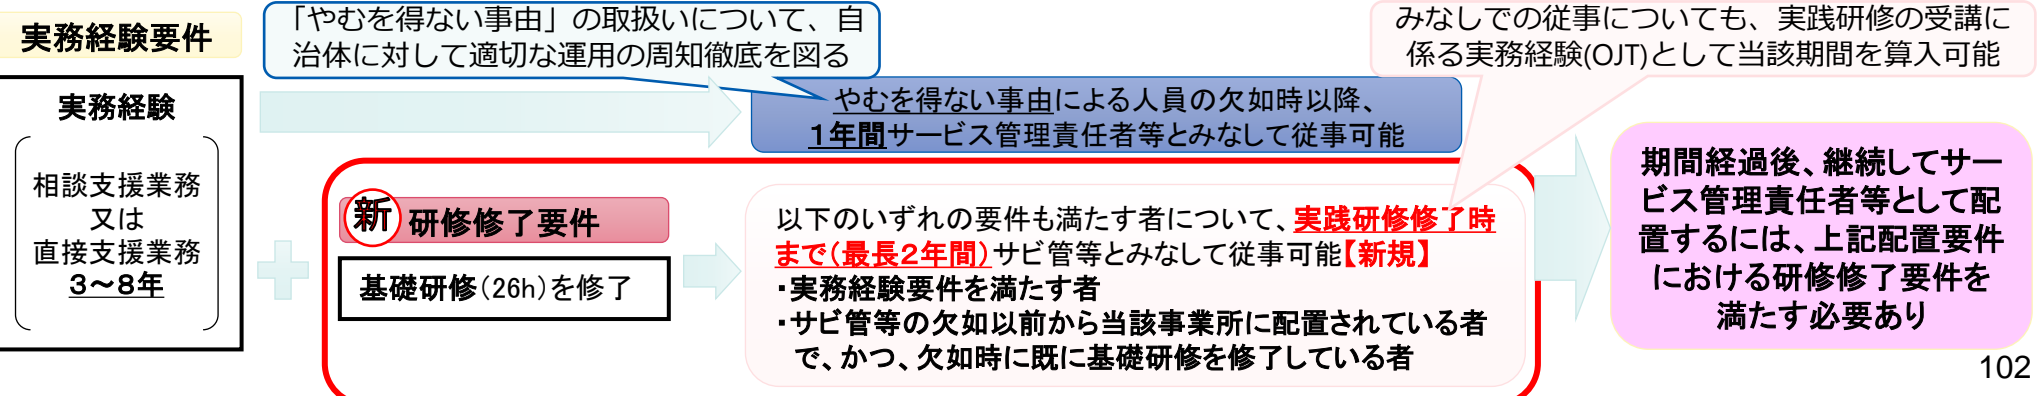 実務経験要件
「やむを得ない事由」の取扱いについて、自
治体に対して適切な運用の周知徹底を図る
みなしでの従事についても、実践研修の受講に
係る実務経験(OJT)として当該期間を算入可能
実務経験
相談支援業務
又は
直接支援業務
３～８年
やむを得ない事由による人員の欠如時以降、
１年間サービス管理責任者等とみなして従事可能
新 研修修了要件
基礎研修(26h)を修了
以下のいずれの要件も満たす者について、実践研修修了時
まで（最長２年間）サビ管等とみなして従事可能【新規】
・実務経験要件を満たす者
・サビ管等の欠如以前から当該事業所に配置されている者
で、かつ、欠如時に既に基礎研修を修了している者
期間経過後、継続してサー
ビス管理責任者等として配
置するには、上記配置要件
における研修修了要件を
満たす必要あり
102